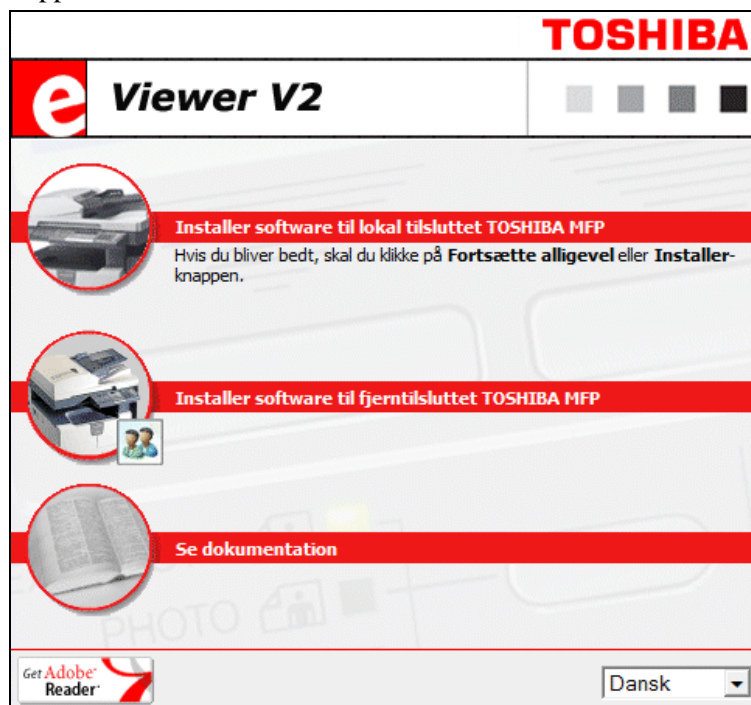 TOSHIBA
e Viewer V2
Installer software til lokal tilsluttet TOSHIBA MFP
Hvis du bliver bedt, skal du klikke på Fortsætte alligevel eller Installer-
knappen.
Installer software til fjerntilsluttet TOSHIBA MFP
Se dokumentation
PHOTO
Get Adobe
Reader
Dansk